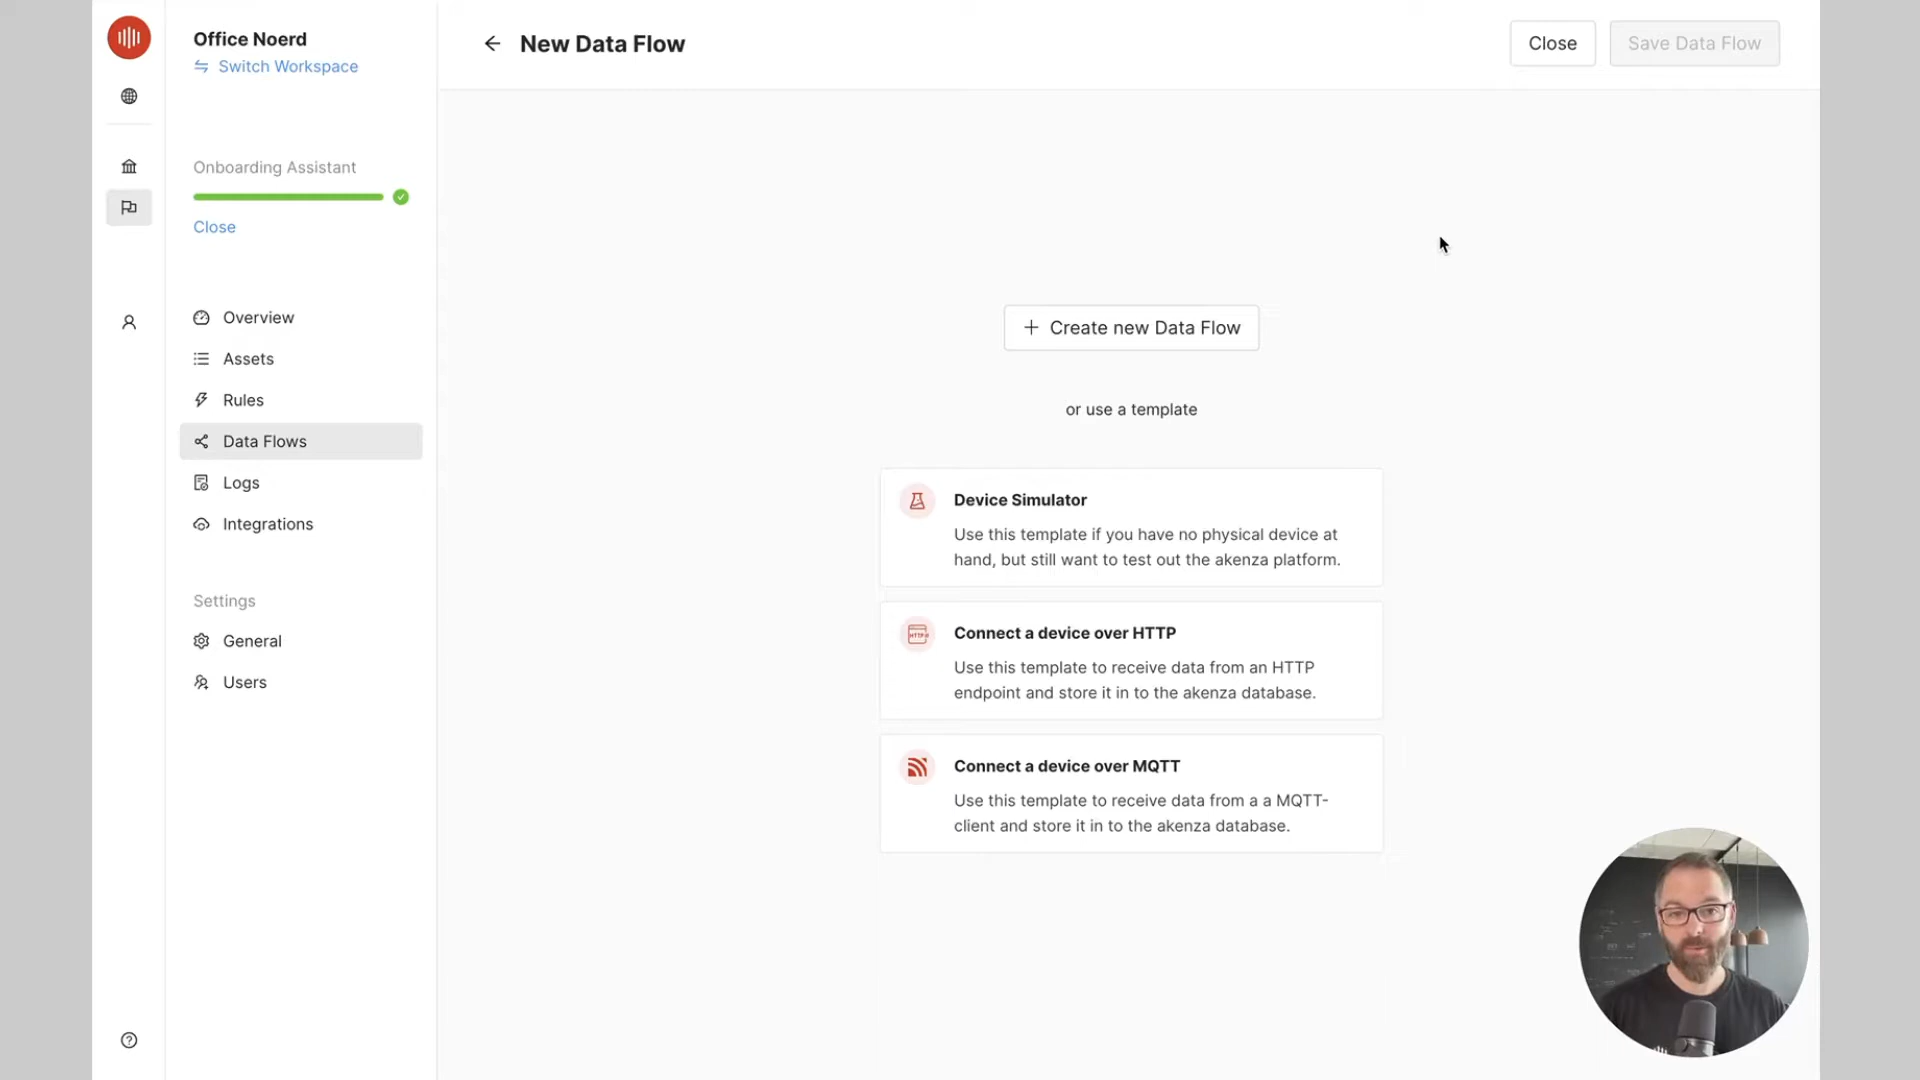 Office Noerd
Switch Workspace
New Data Flow
Close
Save Data Flow
Onboarding Assistant
Close
Overview
Assets
Rules
Data Flows
Logs
Integrations
Settings
General
Users
Create new Data Flow
or use a template
Device Simulator
Use this template if you have no physical device at
hand, but still want to test out the akenza platform.
HTTP
Connect a device over HTTP
Use this template to receive data from an HTTP
endpoint and store it in to the akenza database.
Connect a device over MQTT
Use this template to receive data from a a MQTT-
client and store it in to the akenza database.